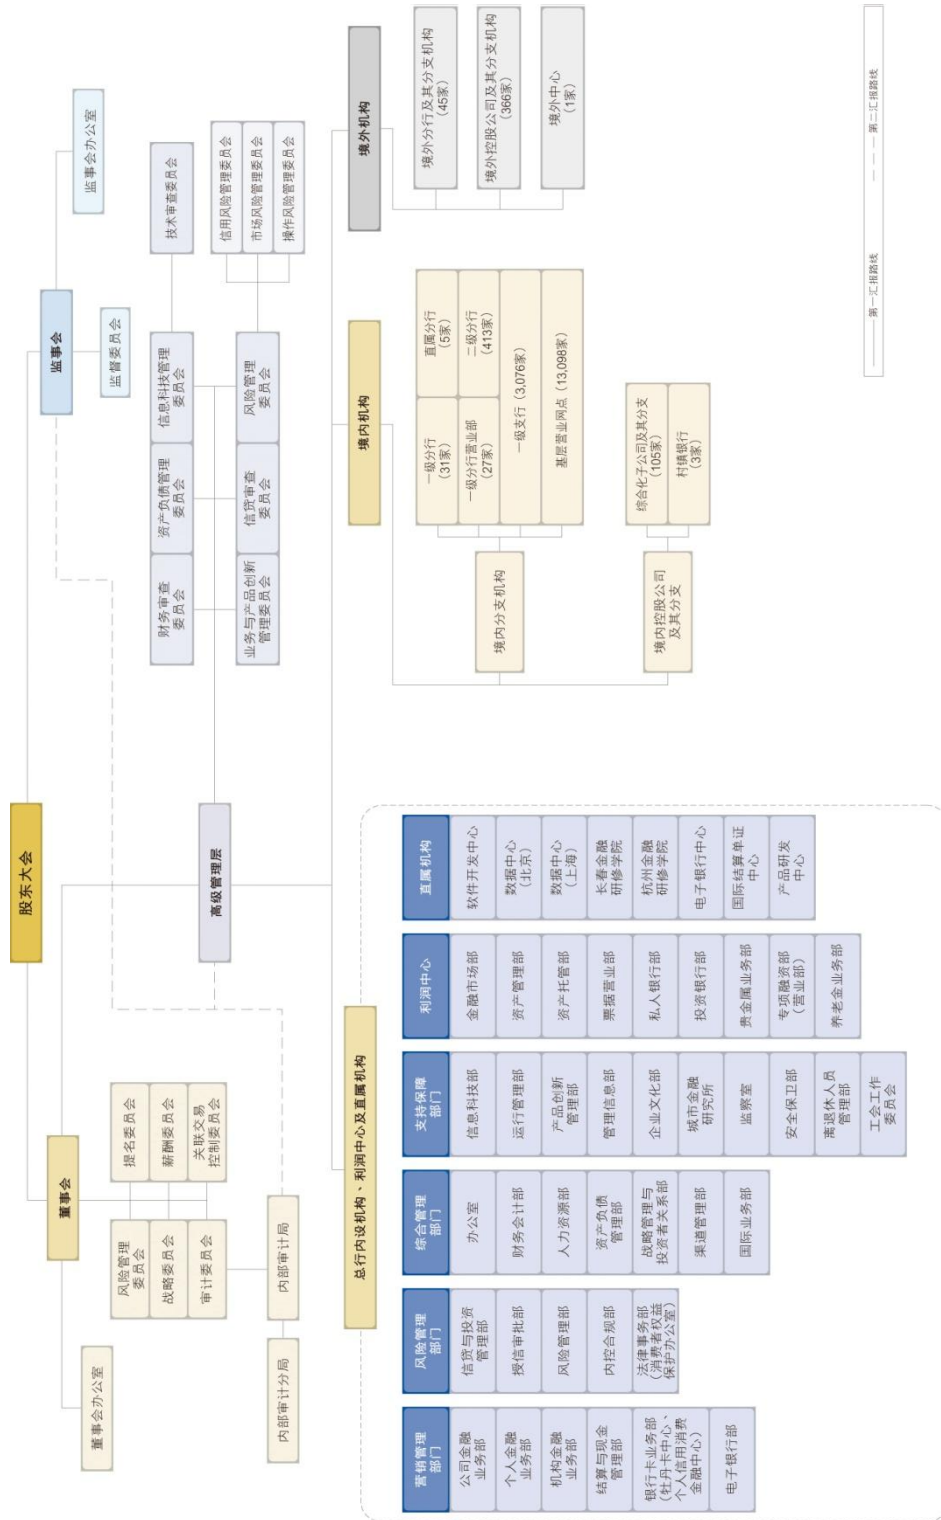 股东大会
董事会
监事会
董事会办公室
监督委员会
监事会办公室
风险管理
委员会
提名委员会
战略委员会
薪酬委员会
审计委员会
关联交易
控制委员会
内部审计分局
内部审计局
高级管理层
财务审查
委员会
资产负债管理
委员会
信息科技管理
委员会
技术审查委员会
业务与产品创新
管理委员会
信贷审查
委员会
风险管理
委员会
信用风险管理委员会
市场风险管理委员会
操作风险管理委员会
总行内设机构、利润中心及直属机构
境内机构
境外机构
营销管理
部门
公司金融
业务部
个人金融
业务部
机构金融
业务部
结算与现金
管理部
银行卡业务部
(牡丹卡中心、
个人信用消费
金融中心)
电子银行部
风险管理
部门
信贷与投资
管理部
授信审批部
风险管理部
内控合规部
法律事务部
(消费者权益
保护办公室)
综合管理
部门
办公室
财务会计部
人力资源部
资产负债
管理部
战略管理与
投资者关系部
渠道管理部
国际业务部
支持保障
部门
信息科技部
运行管理部
产品创新
管理部
管理信息部
企业文化部
城市金融
研究所
监察室
安全保卫部
离退休人员
管理部
工会工作
委员会
利润中心
金融市场部
资产管理部
资产托管部
票据营业部
私人银行部
投资银行部
贵金属业务部
专项融资部
(营业部)
养老金业务部
直属机构
软件开发中心
数据中心
(北京)
数据中心
(上海)
长春金融
研修学院
杭州金融
研修学院
电子银行中心
国际结算单证
中心
产品研发
中心
境内分支机构
一级分行
(31家)
直属分行
(5家)
一级分行营业部
(27家)
二级分行
(413家)
一级支行(3,076家)
基层营业网点(13,098家)
境内控股公司
及其分支
综合化子公司及其分支
(105家)
村镇银行
(3家)
境外分行及其分支机构
(45家)
境外控股公司及其分支机构
(366家)
境外中心
(1家)
第一汇报路线
第二汇报路线